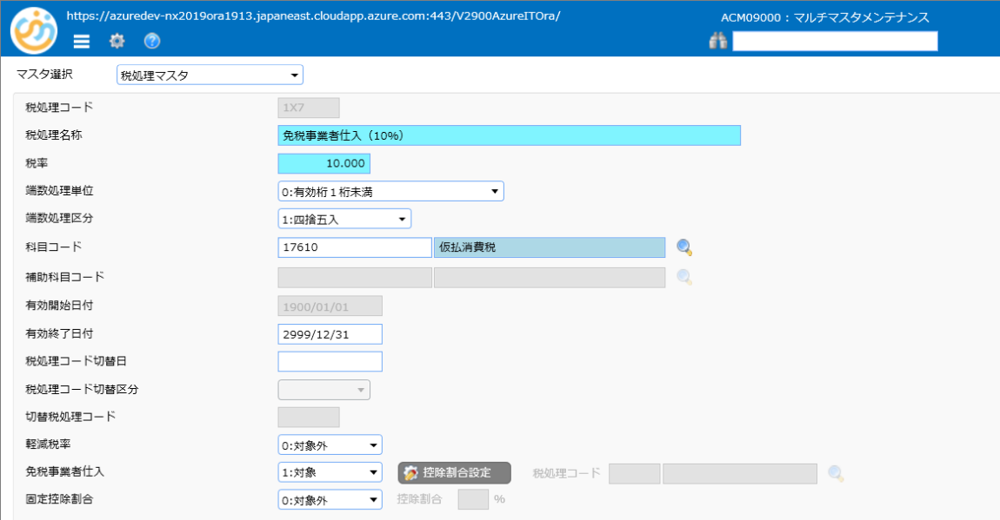 https://azuredev-nx2019ora1913.japaneast.cloudapp.azure.com:443/V2900AzureITOra/
ACM09000：マルチマスタメンテナンス
マスタ選択 税処理マスタ
税処理コード 1X7
税処理名称 免税事業者仕入（10%）
税率 10.000
端数処理単位 0:有効桁１桁未満
端数処理区分 1:四捨五入
科目コード 17610 仮払消費税
補助科目コード
有効開始日付 1900/01/01
有効終了日付 2999/12/31
税処理コード切替日
税処理コード切替区分
切替税処理コード
軽減税率 0:対象外
免税事業者仕入 1:対象 控除割合設定 税処理コード
固定控除割合 0:対象外 控除割合 %